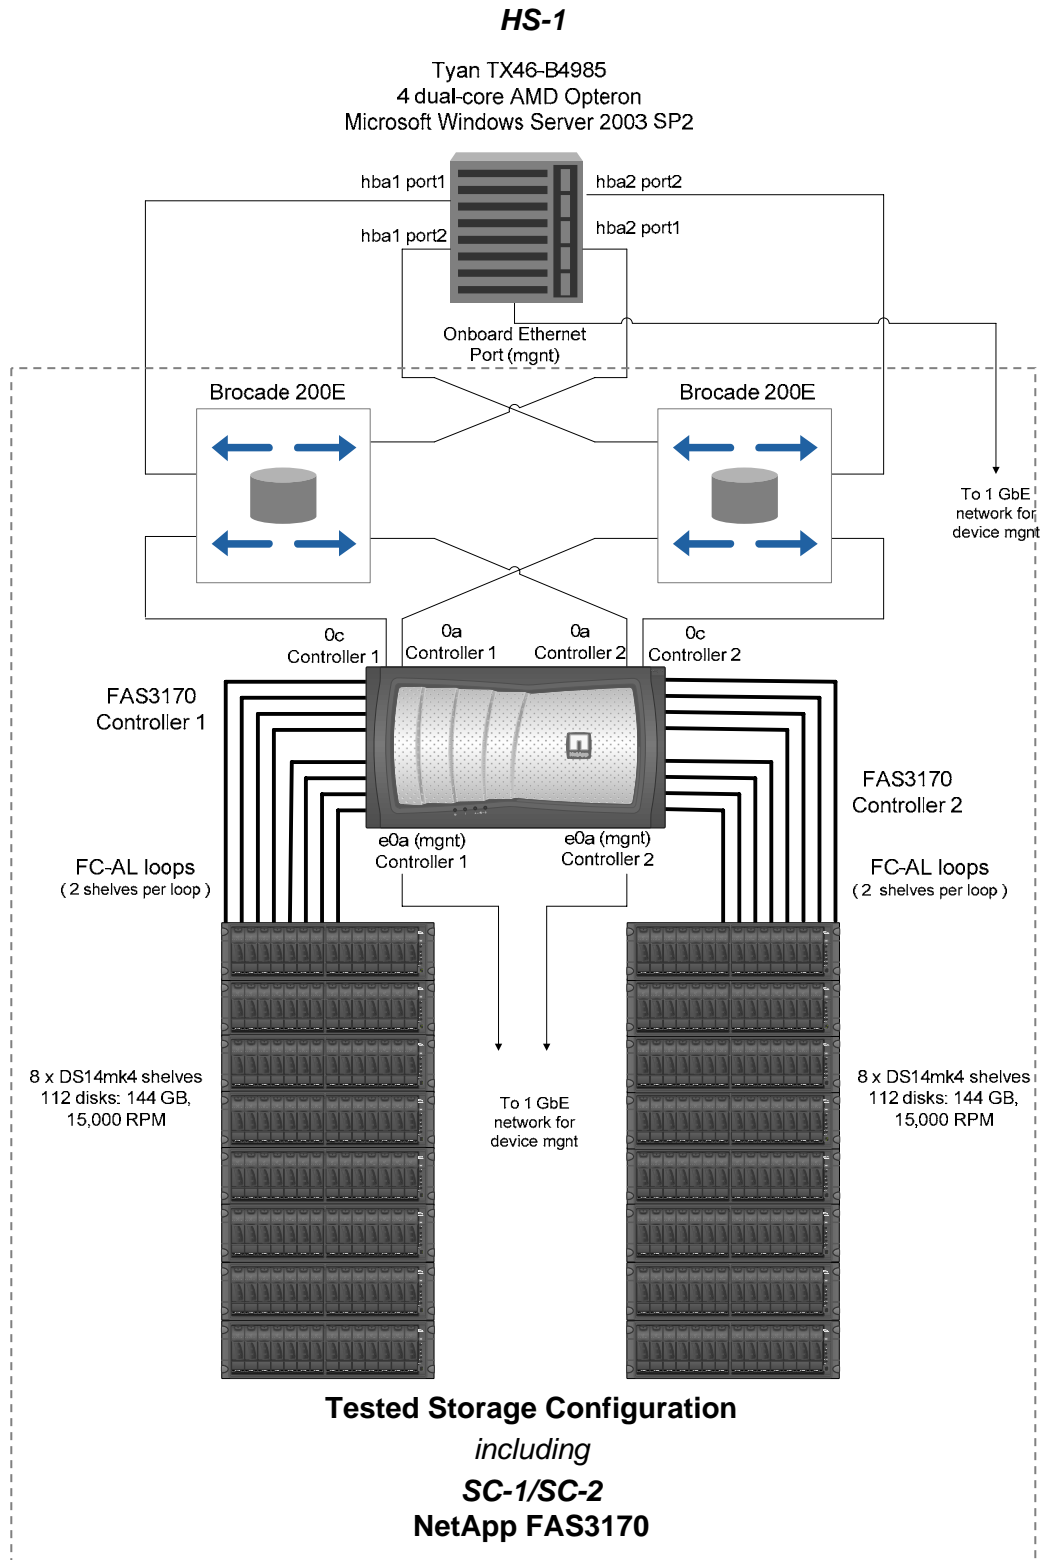 HS-1
Tyan TX46-B4985
4 dual-core AMD Opteron
Microsoft Windows Server 2003 SP2
hba1 port1
hba2 port2
hba1 port2
hba2 port1
Onboard Ethernet
Port (mgnt)
Brocade 200E
Brocade 200E
To 1 GbE
network for
device mgnt
0c
Controller 1
0a
Controller 1
0a
Controller 2
0c
Controller 2
FAS3170
Controller 1
FAS3170
Controller 2
e0a (mgnt)
Controller 1
e0a (mgnt)
Controller 2
FC-AL loops
( 2 shelves per loop )
FC-AL loops
( 2 shelves per loop )
8 x DS14mk4 shelves
112 disks: 144 GB,
15,000 RPM
To 1 GbE
network for
device mgnt
8 x DS14mk4 shelves
112 disks: 144 GB,
15,000 RPM
Tested Storage Configuration
including
SC-1/SC-2
NetApp FAS3170